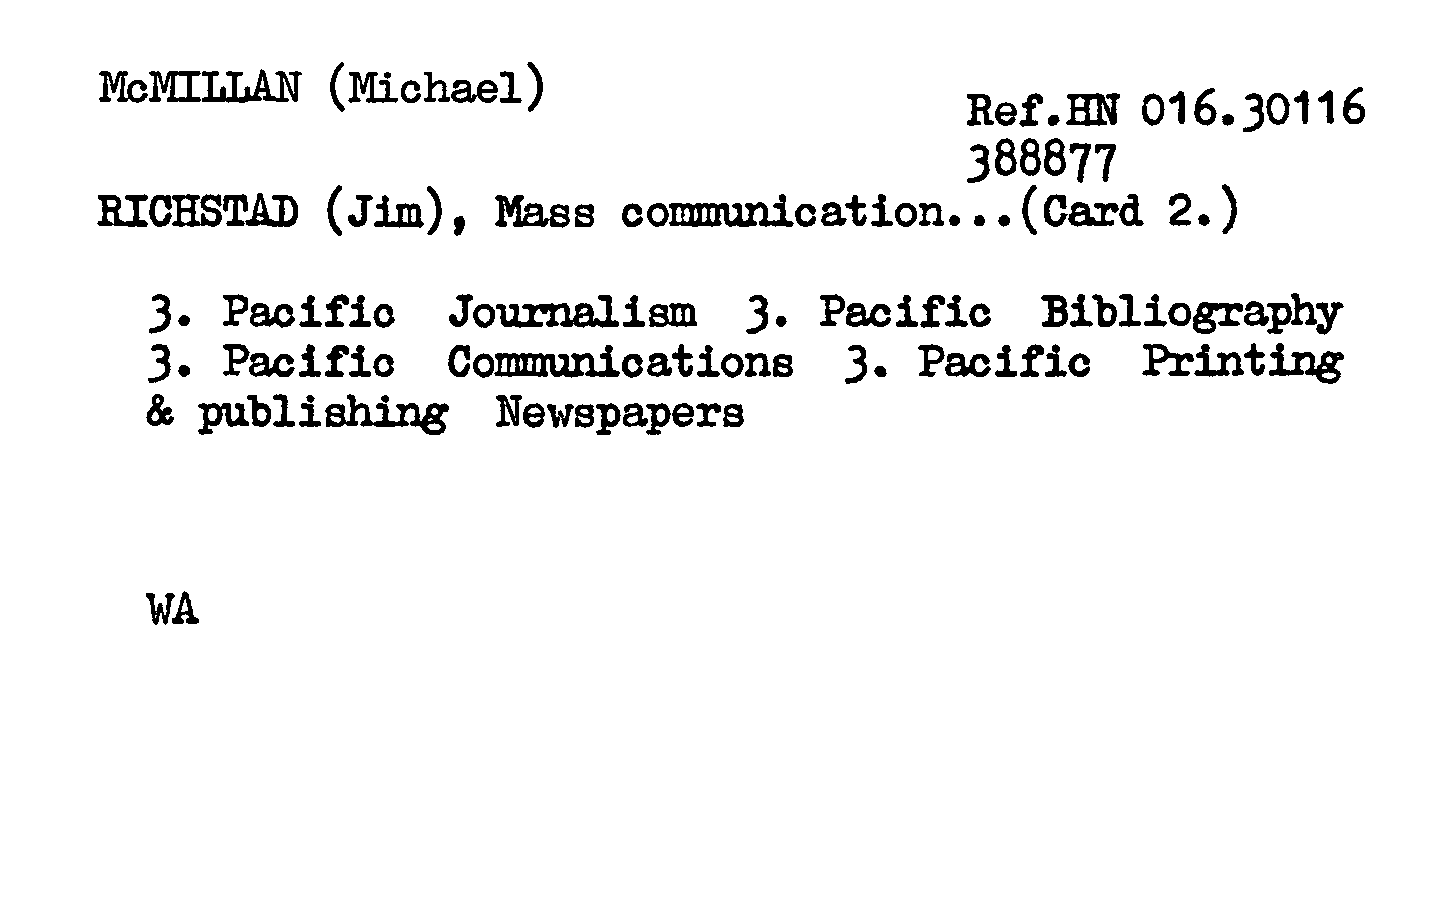 McMILLAN (Michael)
Ref.HN 016.30116
388877
RICHSTAD (Jim), Mass communication...(Card 2.)
3. Pacific  Journalism  3. Pacific  Bibliography
3. Pacific  Communications  3. Pacific  Printing
& publishing  Newspapers
WA